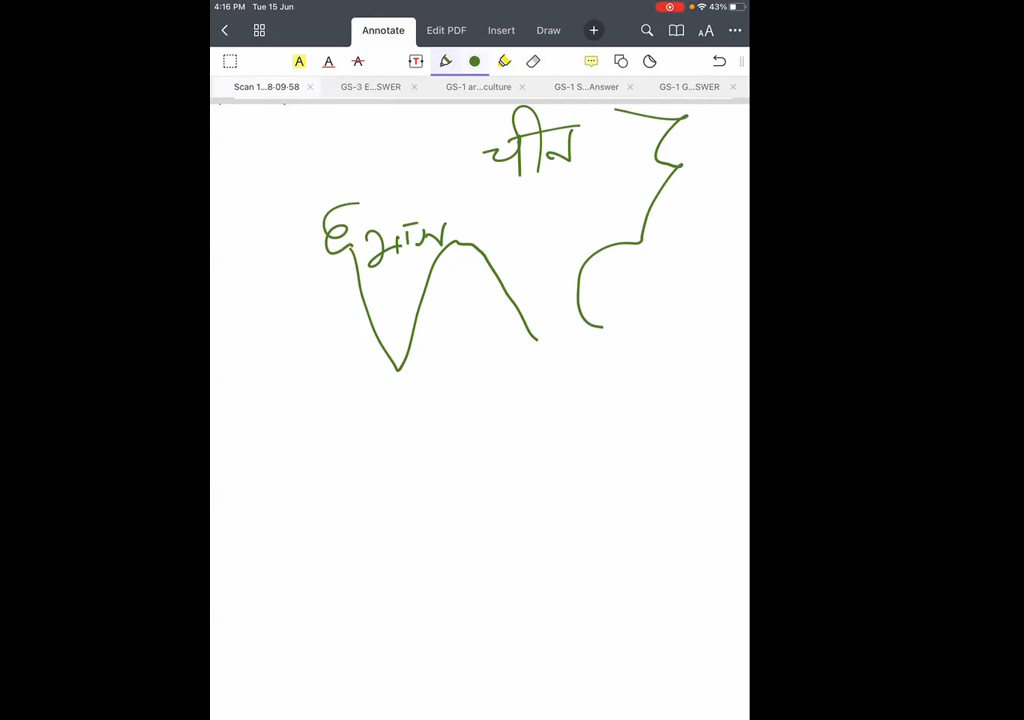 4:16 PM Tue 15 Jun 43%
Annotate Edit PDF Insert Draw
Scan 1...8-09-58 GS-3 E...SWER GS-1 ar...culture GS-1 S...Answer GS-1 G...SWER
चीन